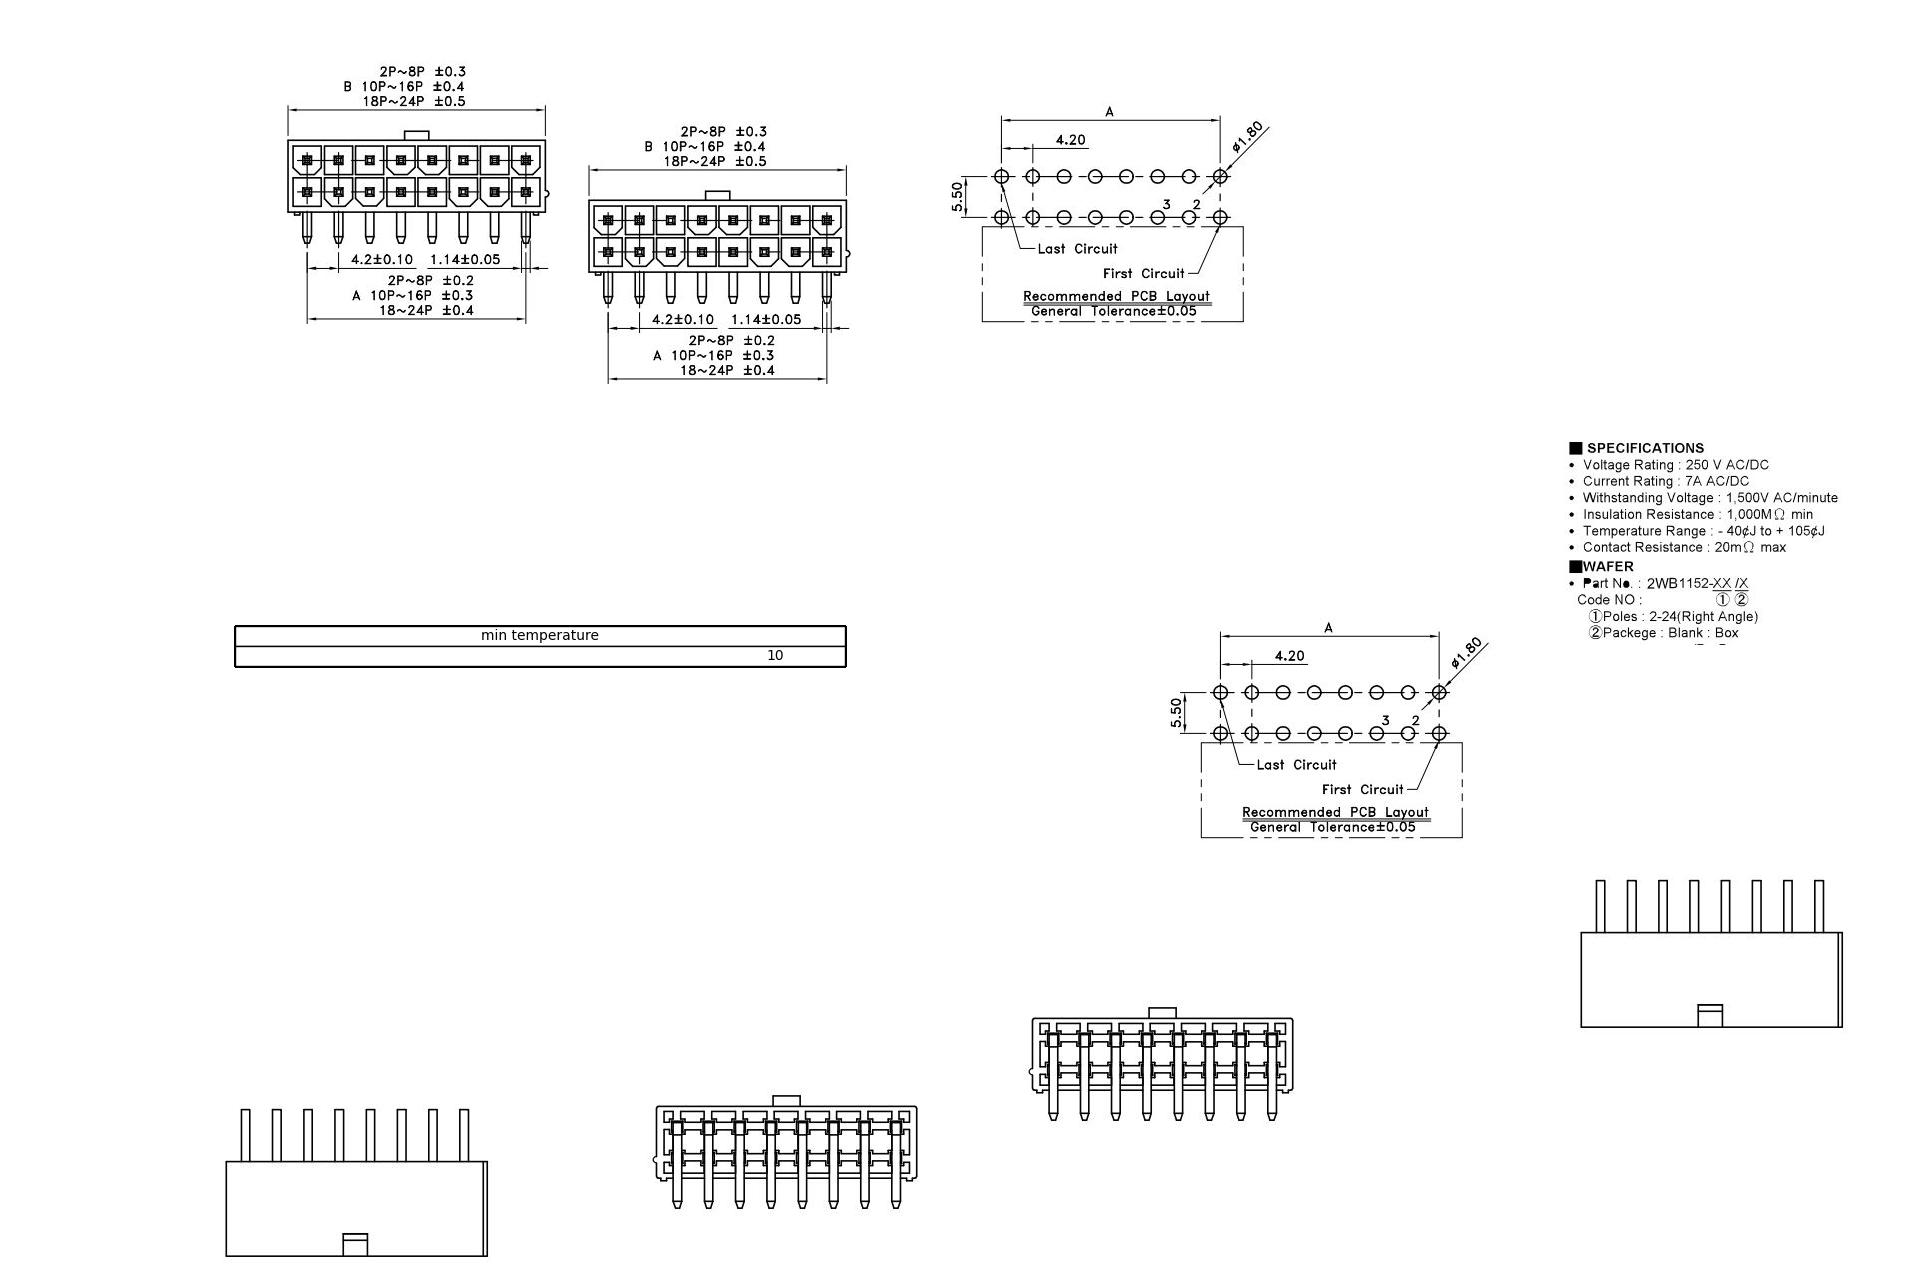 2P~8P ±0.3
B 10P~16P ±0.4
18P~24P ±0.5
4.2±0.10 1.14±0.05
2P~8P ±0.2
A 10P~16P ±0.3
18~24P ±0.4
2P~8P ±0.3
B 10P~16P ±0.4
18P~24P ±0.5
4.2±0.10 1.14±0.05
2P~8P ±0.2
A 10P~16P ±0.3
18~24P ±0.4
A
4.20
ø1.80
5.50
3 2
Last Circuit
First Circuit
Recommended PCB Layout
General Tolerance±0.05
■ SPECIFICATIONS
• Voltage Rating : 250 V AC/DC
• Current Rating : 7A AC/DC
• Withstanding Voltage : 1,500V AC/minute
• Insulation Resistance : 1,000MΩ min
• Temperature Range : - 40¢J to + 105¢J
• Contact Resistance : 20mΩ max
■WAFER
• Part No. : 2WB1152-XX /X
Code NO : ① ②
①Poles : 2-24(Right Angle)
②Packege : Blank : Box
min temperature
10
A
4.20
ø1.80
5.50
3 2
Last Circuit
First Circuit
Recommended PCB Layout
General Tolerance±0.05